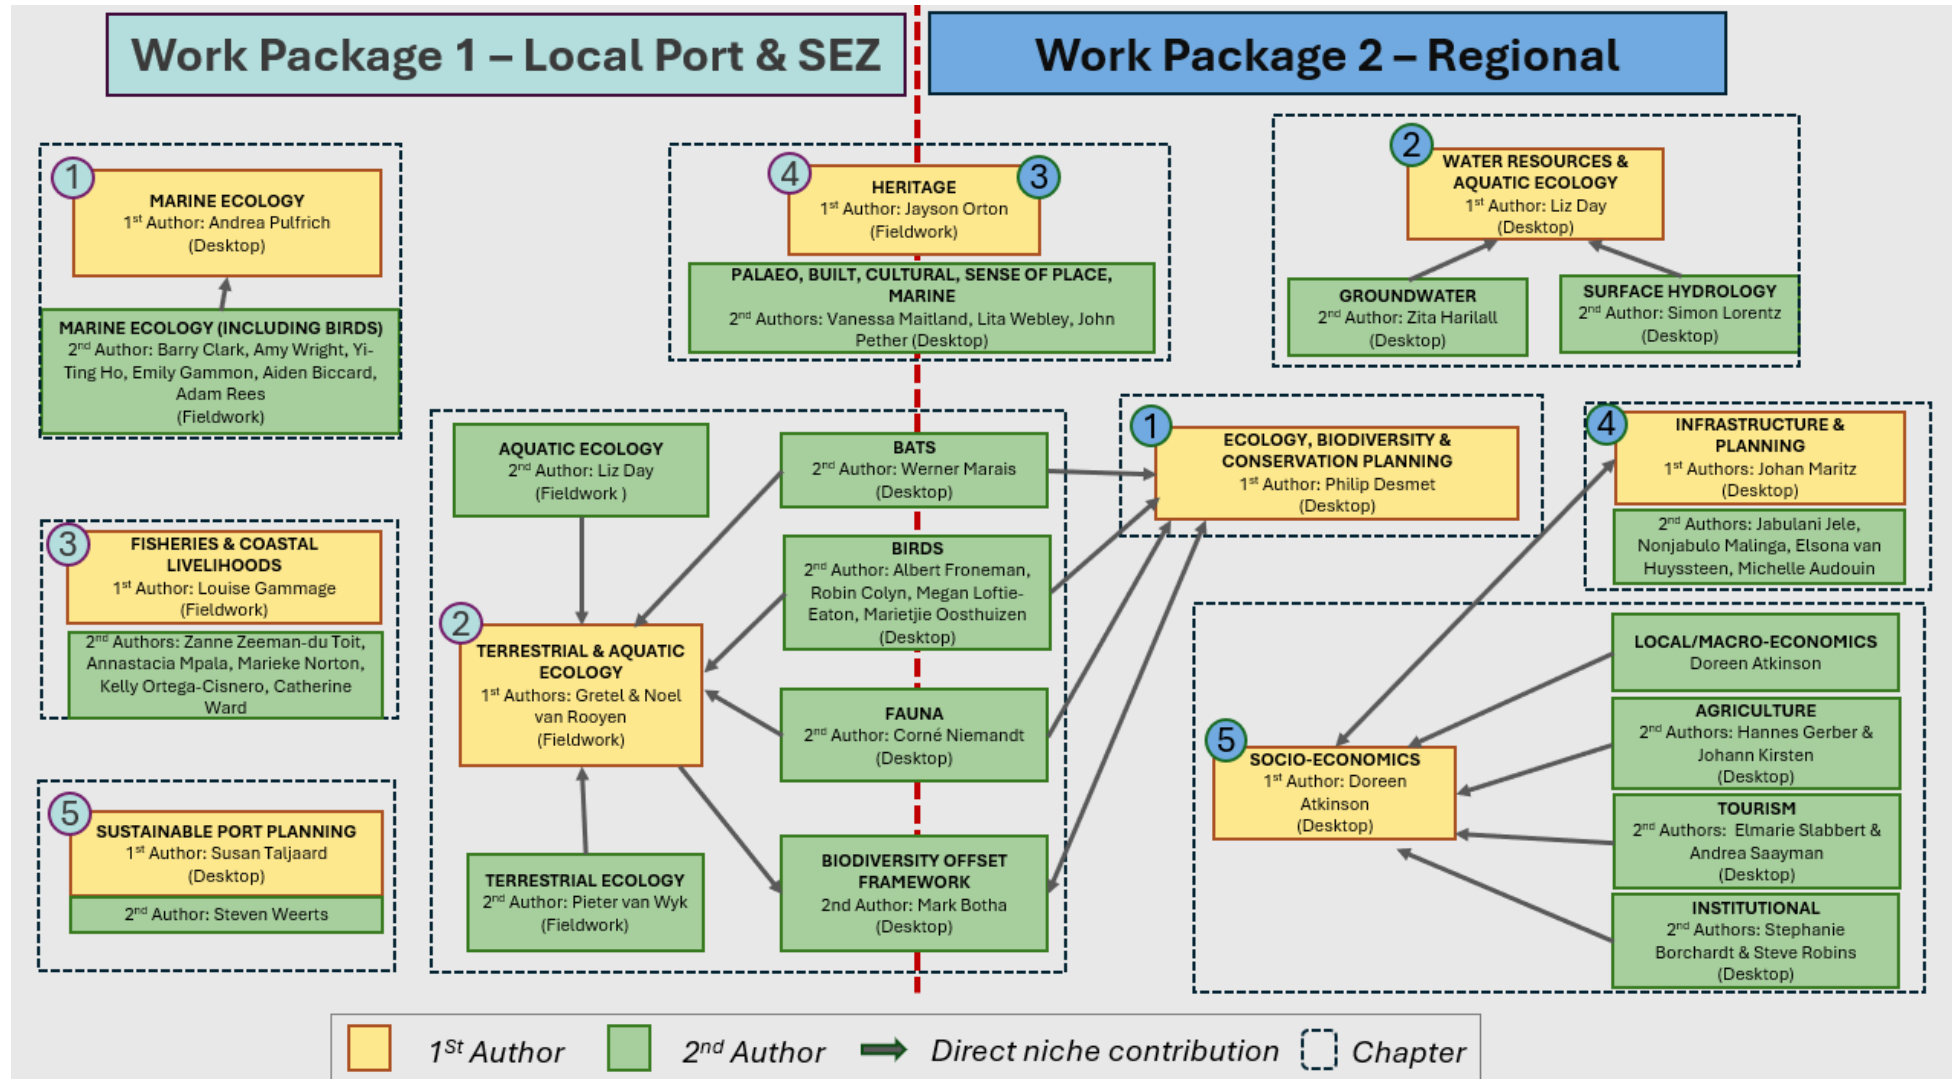 Work Package 1 – Local Port & SEZ
Work Package 2 – Regional
1
MARINE ECOLOGY
1st Author: Andrea Pulfrich
(Desktop)
MARINE ECOLOGY (INCLUDING BIRDS)
2nd Author: Barry Clark, Amy Wright, Yi-
Ting Ho, Emily Gammon, Aiden Biccard,
Adam Rees
(Fieldwork)
3
FISHERIES & COASTAL
LIVELIHOODS
1st Author: Louise Gammage
(Fieldwork)
2nd Authors: Zanne Zeeman-du Toit,
Annastacia Mpala, Marieke Norton,
Kelly Ortega-Cisnero, Catherine
Ward
5
SUSTAINABLE PORT PLANNING
1st Author: Susan Taljaard
(Desktop)
2nd Author: Steven Weerts
4
3
HERITAGE
1st Author: Jayson Orton
(Fieldwork)
PALAEO, BUILT, CULTURAL, SENSE OF PLACE,
MARINE
2nd Authors: Vanessa Maitland, Lita Webley, John
Pether (Desktop)
AQUATIC ECOLOGY
2nd Author: Liz Day
(Fieldwork )
2
TERRESTRIAL & AQUATIC
ECOLOGY
1st Authors: Gretel & Noel
van Rooyen
(Fieldwork)
TERRESTRIAL ECOLOGY
2nd Author: Pieter van Wyk
(Fieldwork)
BATS
2nd Author: Werner Marais
(Desktop)
BIRDS
2nd Author: Albert Froneman,
Robin Colyn, Megan Loftie-
Eaton, Marietjie Oosthuizen
(Desktop)
FAUNA
2nd Author: Corné Niemandt
(Desktop)
BIODIVERSITY OFFSET
FRAMEWORK
2nd Author: Mark Botha
(Desktop)
2
WATER RESOURCES &
AQUATIC ECOLOGY
1st Author: Liz Day
(Desktop)
GROUNDWATER
2nd Author: Zita Harilall
(Desktop)
SURFACE HYDROLOGY
2nd Author: Simon Lorentz
(Desktop)
1
ECOLOGY, BIODIVERSITY &
CONSERVATION PLANNING
1st Author: Philip Desmet
(Desktop)
4
INFRASTRUCTURE &
PLANNING
1st Authors: Johan Maritz
(Desktop)
2nd Authors: Jabulani Jele,
Nonjabulo Malinga, Elsona van
Huyssteen, Michelle Audouin
5
SOCIO-ECONOMICS
1st Author: Doreen
Atkinson
(Desktop)
LOCAL/MACRO-ECONOMICS
Doreen Atkinson
AGRICULTURE
2nd Authors: Hannes Gerber &
Johann Kirsten
(Desktop)
TOURISM
2nd Authors: Elmarie Slabbert &
Andrea Saayman
(Desktop)
INSTITUTIONAL
2nd Authors: Stephanie
Borchardt & Steve Robins
(Desktop)
1St Author
2nd Author
Direct niche contribution
Chapter